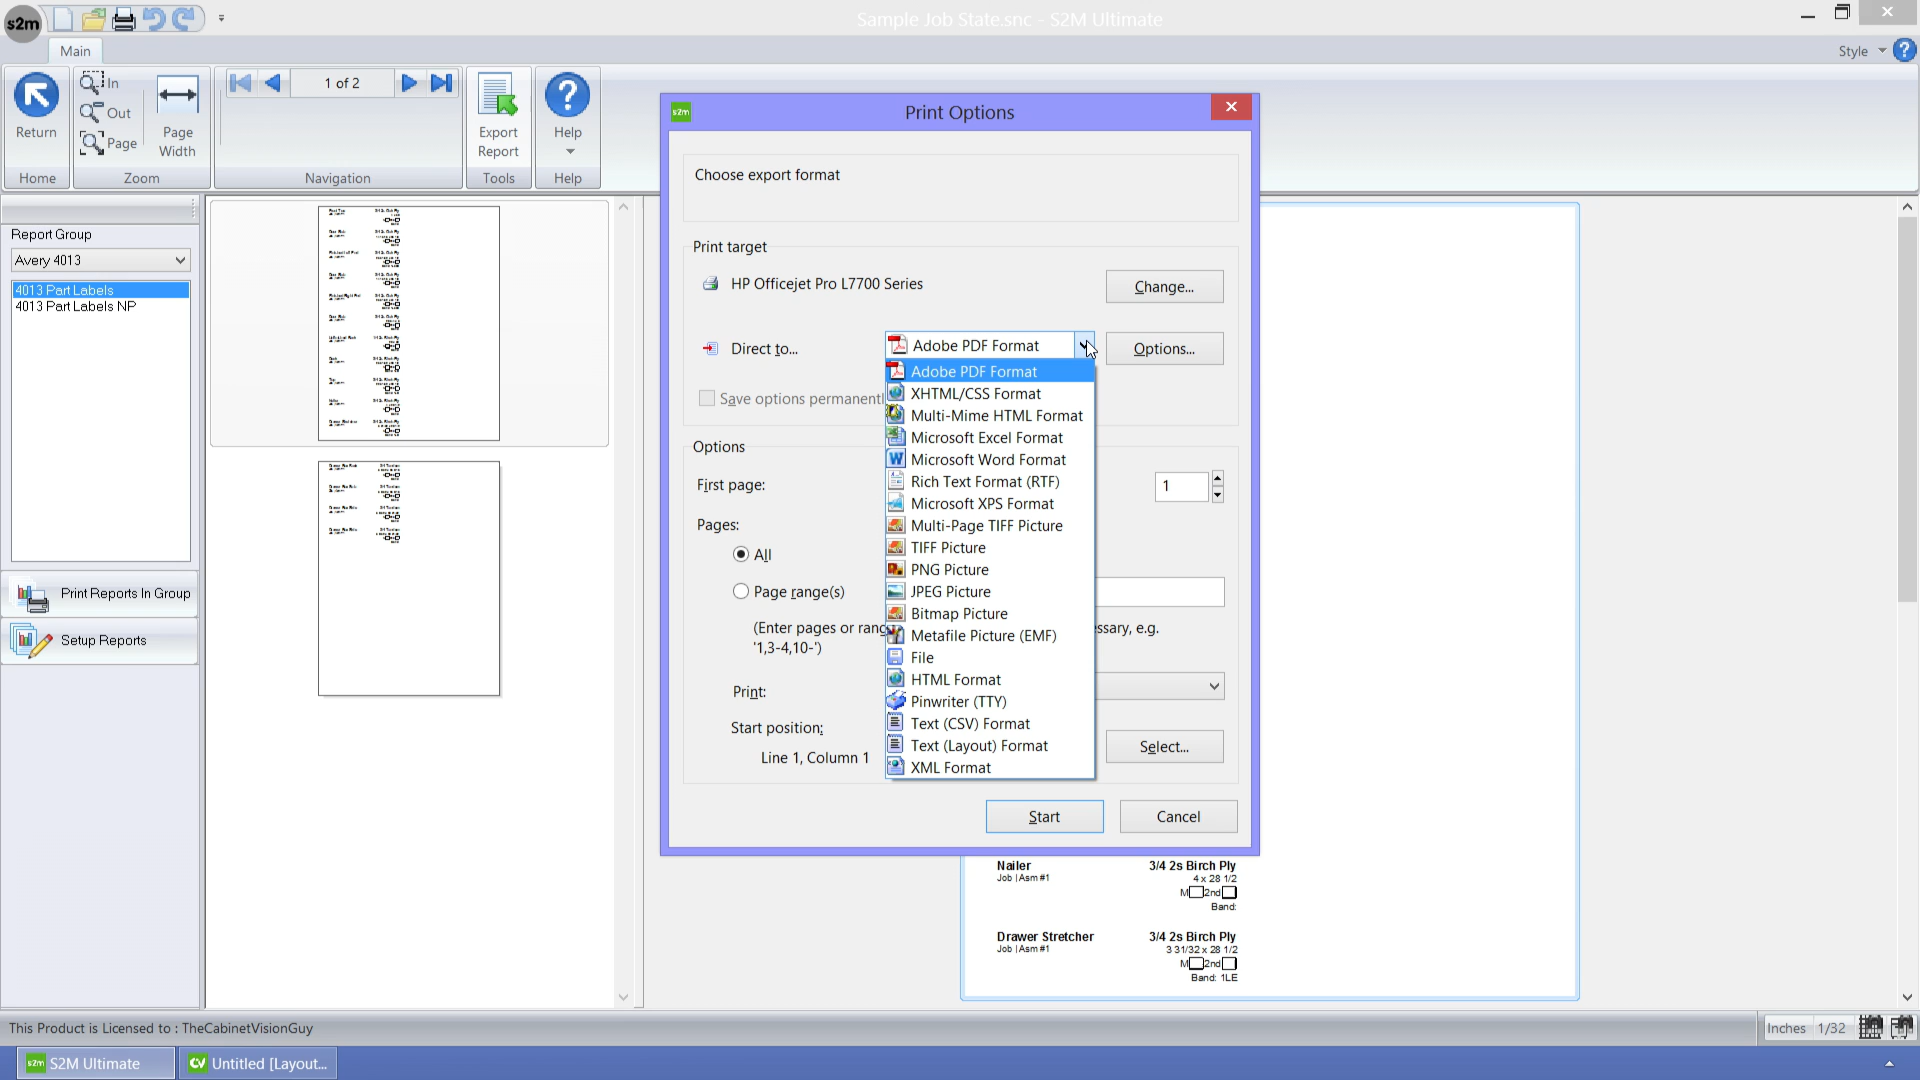 s2m
Sample Job State.snc - S2M Ultimate
Main
Style
In
Out
Page
Return
Page
Width
1 of 2
Export
Report
Help
Home
Zoom
Navigation
Tools
Help
Report Group
Avery 4013
4013 Part Labels
4013 Part Labels NP
Print Reports In Group
Setup Reports
s2m
Print Options
Choose export format
Print target
HP Officejet Pro L7700 Series
Change...
Direct to...
Adobe PDF Format
Options...
Save options permanentl
Adobe PDF Format
XHTML/CSS Format
Multi-Mime HTML Format
Microsoft Excel Format
Microsoft Word Format
Rich Text Format (RTF)
Microsoft XPS Format
Multi-Page TIFF Picture
TIFF Picture
PNG Picture
JPEG Picture
Bitmap Picture
Metafile Picture (EMF)
File
HTML Format
Pinwriter (TTY)
Text (CSV) Format
Text (Layout) Format
XML Format
Options
First page:
1
Pages:
All
Page range(s)
(Enter pages or rang
essary, e.g.
'1,3-4,10-')
Print:
Start position:
Line 1, Column 1
Select...
Start
Cancel
Nailer
3/4 2s Birch Ply
Job | Asm #1
4 x 28 1/2
M 2nd
Band:
Drawer Stretcher
3/4 2s Birch Ply
Job | Asm #1
3 31/32 x 28 1/2
M 2nd
Band: 1LE
This Product is Licensed to : TheCabinetVisionGuy
Inches
1/32
s2m S2M Ultimate
CV Untitled [Layout...